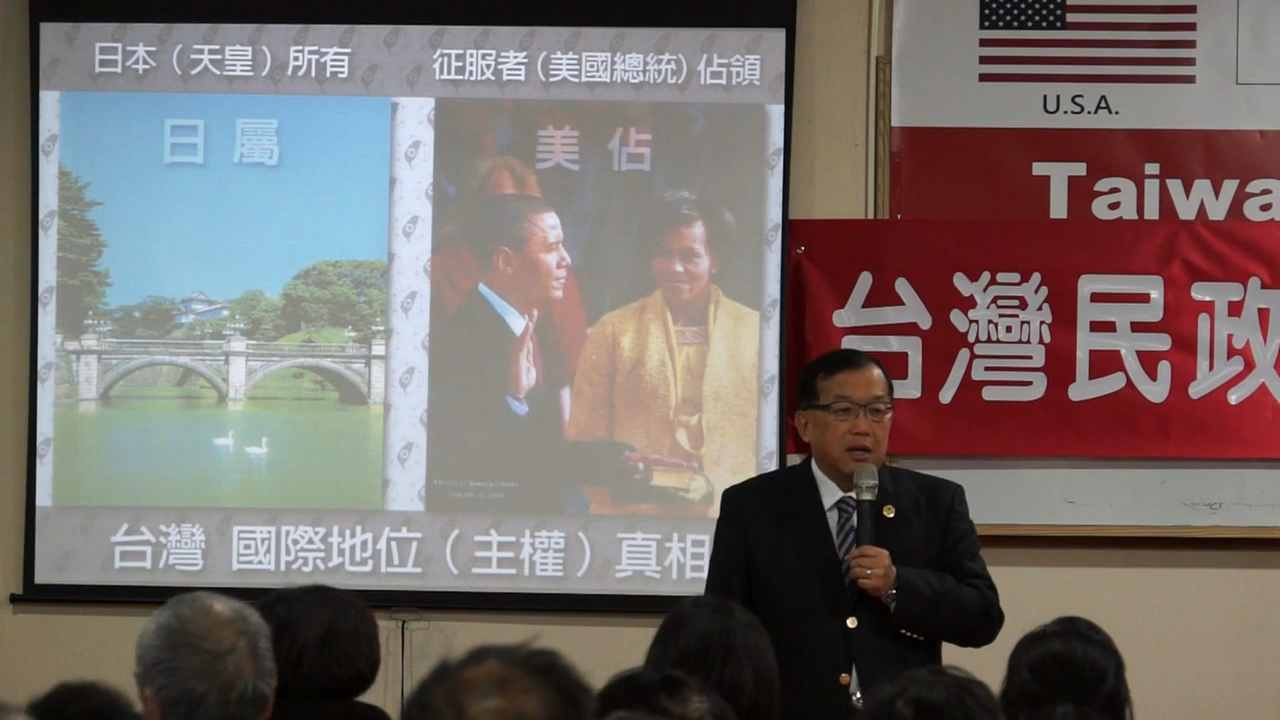 日本（天皇）所有
征服者（美國總統）佔領
日屬
美佔
台灣 國際地位（主權）真相
U.S.A.
Taiwa
台灣民政